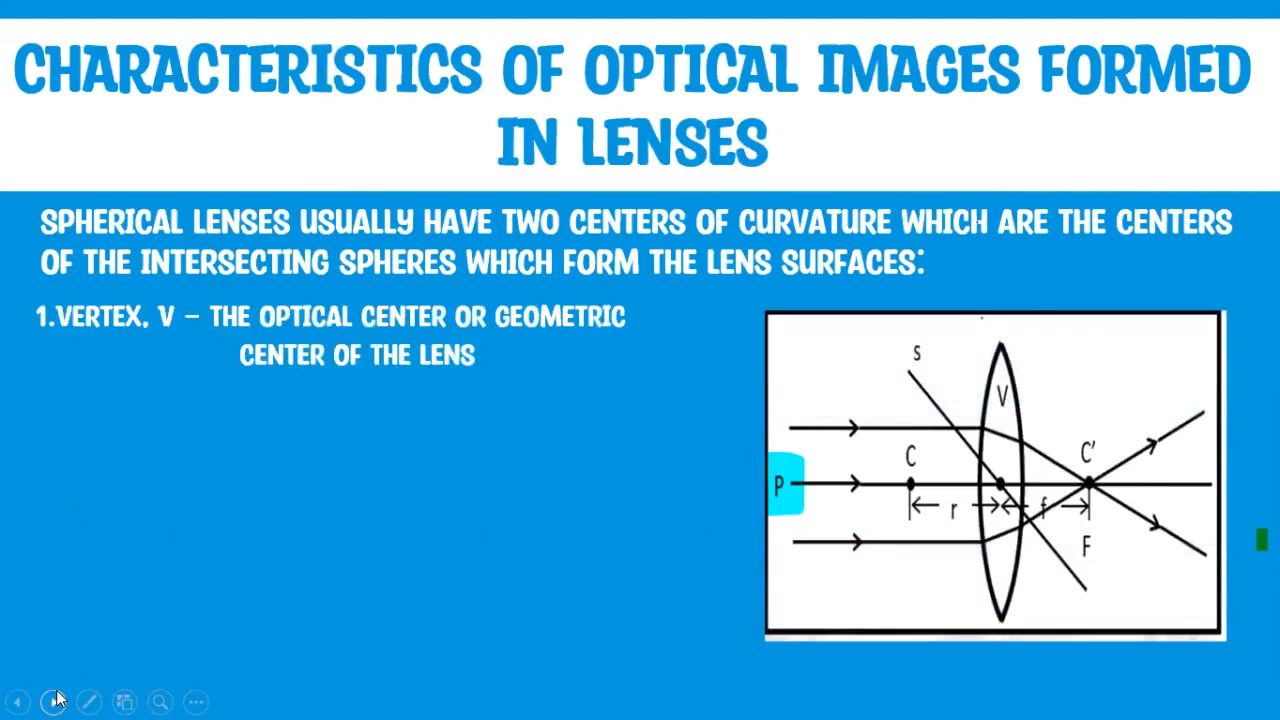 CHARACTERISTICS OF OPTICAL IMAGES FORMED
IN LENSES
SPHERICAL LENSES USUALLY HAVE TWO CENTERS OF CURVATURE WHICH ARE THE CENTERS
OF THE INTERSECTING SPHERES WHICH FORM THE LENS SURFACES:
1.VERTEX, V – THE OPTICAL CENTER OR GEOMETRIC
CENTER OF THE LENS
S
V
C
C'
P
r
f
F